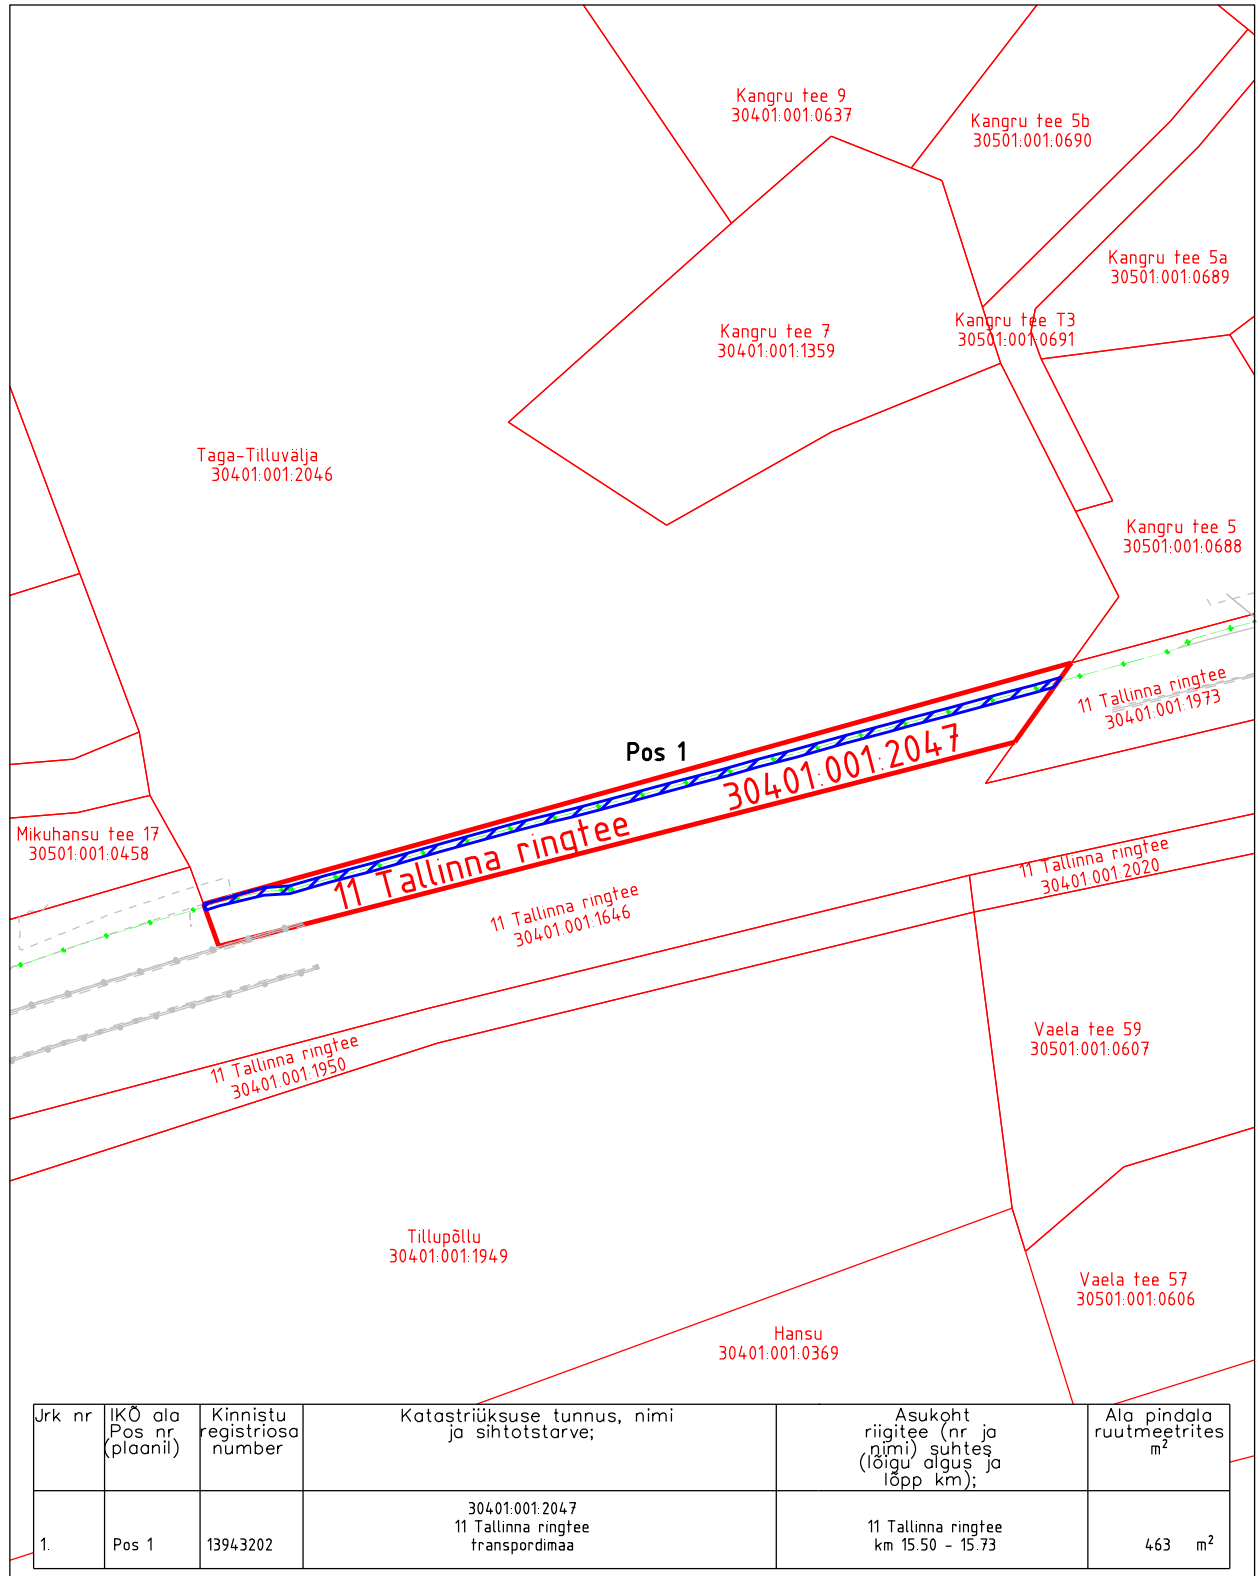 Kangru tee 9
30401:001:0637
Kangru tee 5b
30501:001:0690
Kangru tee 5a
30501:001:0689
Kangru tee T3
30501:001:0691
Kangru tee 7
30401:001:1359
Taga-Tilluvälja
30401:001:2046
Kangru tee 5
30501:001:0688
11 Tallinna ringtee
30401:001:1973
Pos 1
11 Tallinna ringtee
30401:001:2047
Mikuhansu tee 17
30501:001:0458
11 Tallinna ringtee
30401:001:2020
11 Tallinna ringtee
30401:001:1646
11 Tallinna ringtee
30401:001:1950
Vaela tee 59
30501:001:0607
Tillupõllu
30401:001:1949
Vaela tee 57
30501:001:0606
Hansu
30401:001:0369
Jrk nr
IKÕ ala
Pos nr
(plaanil)
Kinnistu
registriosa
number
Katastriüksuse tunnus, nimi
ja sihtotstarve;
Asukoht
riigitee (nr ja
nimi) suhtes
(lõigu algus ja
lõpp km);
Ala pindala
ruutmeetrites
m²
1.
Pos 1
13943202
30401:001:2047
11 Tallinna ringtee
transpordimaa
11 Tallinna ringtee
km 15.50 - 15.73
463 m²